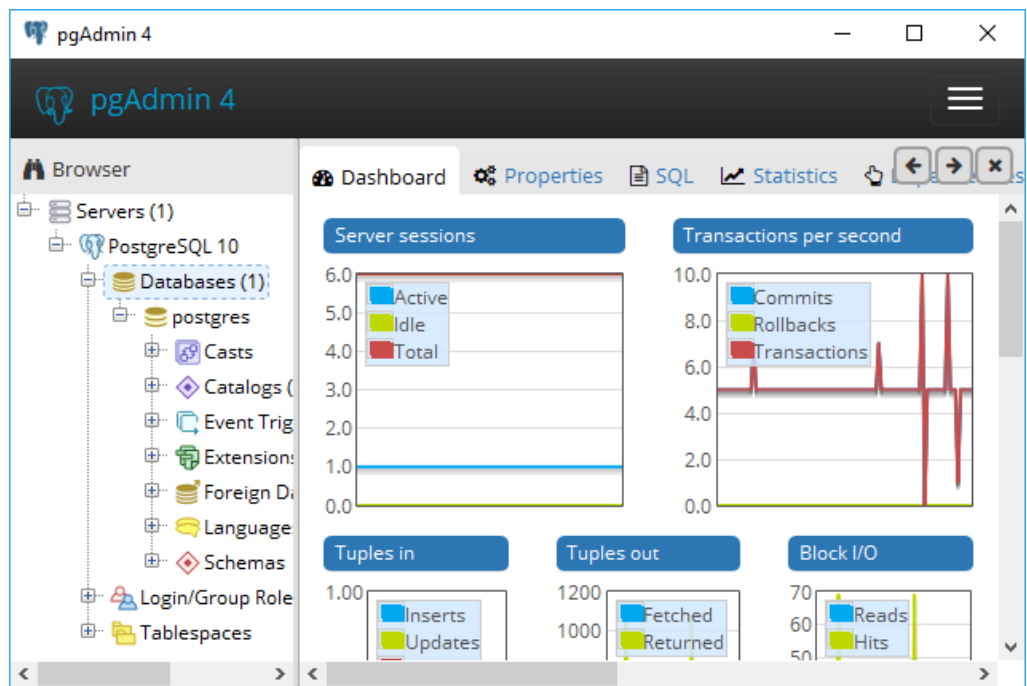 pgAdmin 4
pgAdmin 4
Browser
Servers (1)
PostgreSQL 10
Databases (1)
postgres
Casts
Catalogs (
Event Trig
Extensions
Foreign Da
Language
Schemas
Login/Group Role
Tablespaces
Dashboard Properties SQL Statistics
Server sessions
6.0
5.0
4.0
3.0
2.0
1.0
0.0
Active
Idle
Total
Transactions per second
10.0
8.0
6.0
4.0
2.0
0.0
Commits
Rollbacks
Transactions
Tuples in
1.00
Inserts
Updates
Tuples out
1200
1000
Fetched
Returned
Block I/O
70
60
50
Reads
Hits